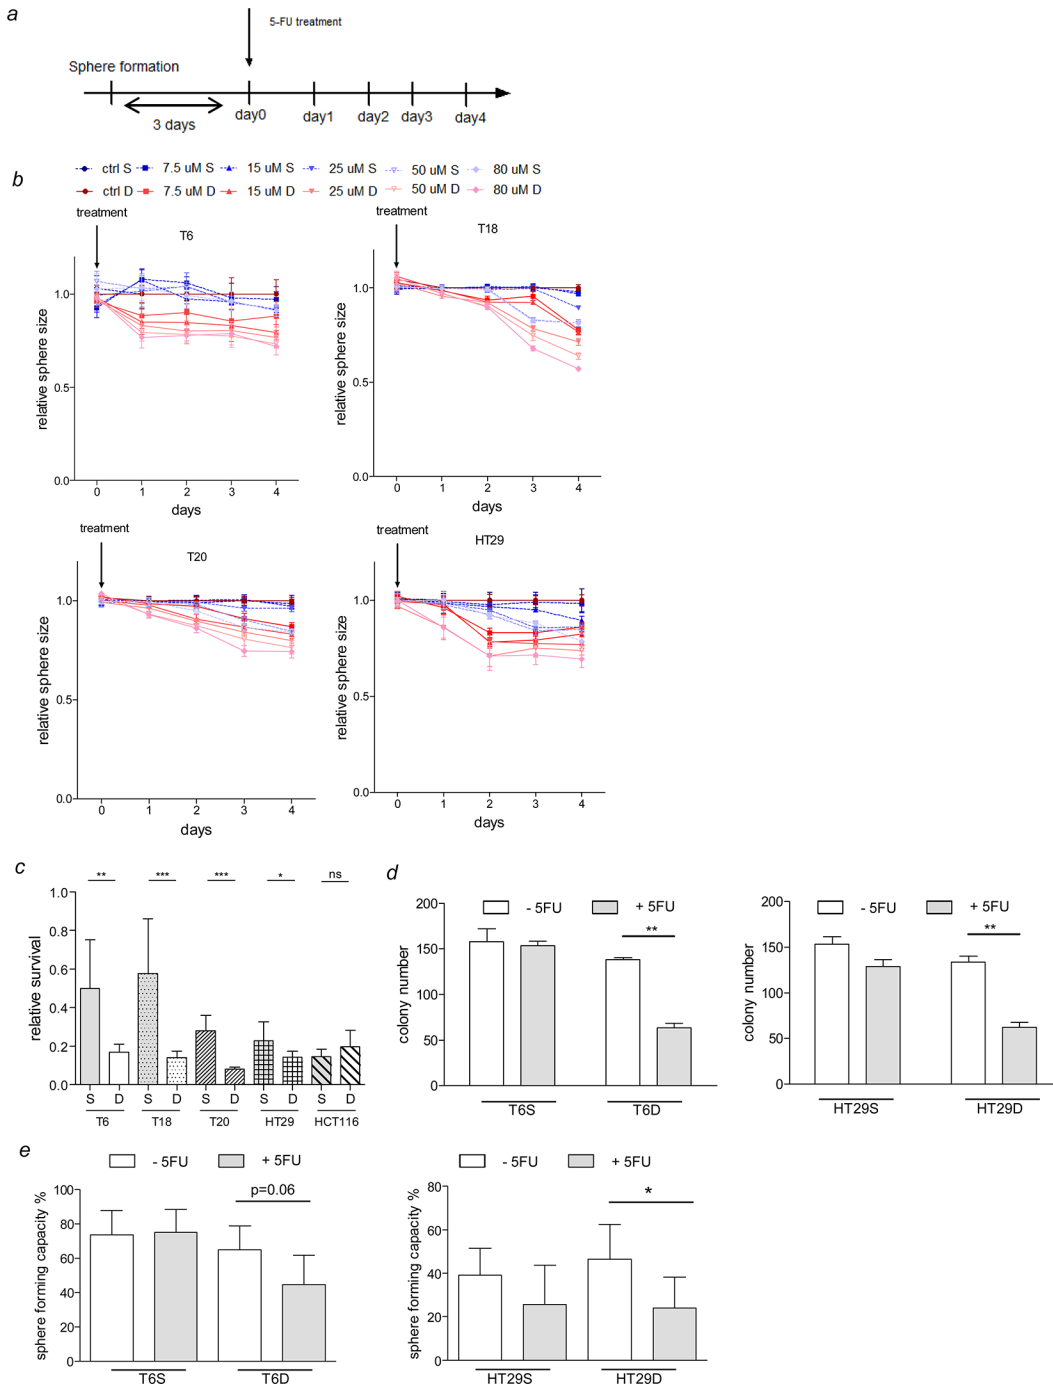 a
5-FU treatment
Sphere formation
3 days
day0 day1 day2 day3 day4
b
ctrl S 7.5 uM S 15 uM S 25 uM S 50 uM S 80 uM S
ctrl D 7.5 uM D 15 uM D 25 uM D 50 uM D 80 uM D
treatment
T6
relative sphere size
1.0
0.5
0.0
0 1 2 3 4
days
treatment
T18
relative sphere size
1.0
0.5
0.0
0 1 2 3 4
days
treatment
T20
relative sphere size
1.0
0.5
0.0
0 1 2 3 4
days
treatment
HT29
relative sphere size
1.0
0.5
0.0
0 1 2 3 4
days
c
** *** *** * ns
relative survival
1.0
0.8
0.6
0.4
0.2
0.0
S D S D S D S D S D
T6 T18 T20 HT29 HCT116
d
- 5FU + 5FU
**
colony number
200
150
100
50
0
T6S T6D
- 5FU + 5FU
**
colony number
200
150
100
50
0
HT29S HT29D
e
- 5FU + 5FU
p=0.06
sphere forming capacity %
100
80
60
40
20
0
T6S T6D
- 5FU + 5FU
*
sphere forming capacity %
80
60
40
20
0
HT29S HT29D